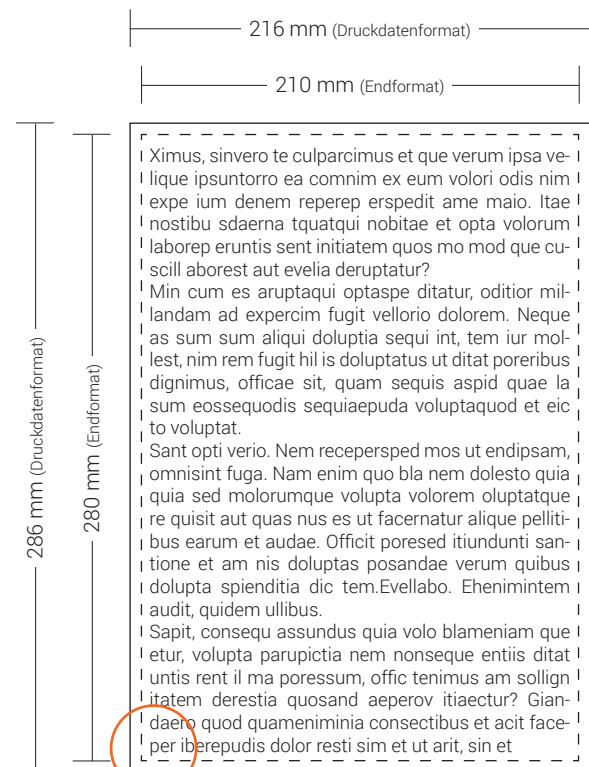 216 mm (Druckdatenformat)
210 mm (Endformat)
286 mm (Druckdatenformat)
280 mm (Endformat)
Ximus, sinvero te culparcimus et que verum ipsa ve-
lique ipsuntorro ea comnim ex eum volori odis nim
expe ium denem reperep erspedit ame maio. Itae
nostibu sdaerna tquatqui nobitae et opta volorum
laborep eruntis sent initiatem quos mo mod que cu-
scill aborest aut evelia deruptatur?
Min cum es aruptaqui optaspe ditatur, oditior mil-
landam ad expercim fugit vellorio dolorem. Neque
as sum sum aliqui doluptia sequi int, tem iur mol-
lest, nim rem fugit hil is doluptatus ut ditat poreribus
dignimus, officae sit, quam sequis aspid quae la
sum eossequodis sequiaepuda voluptaquod et eic
to voluptat.
Sant opti verio. Nem recepersped mos ut endipsam,
omnisint fuga. Nam enim quo bla nem dolesto quia
quia sed molorumque volupta volorem oluptatque
re quisit aut quas nus es ut facernatur alique pelliti-
bus earum et audae. Officit poresed itiundunti san-
tione et am nis doluptas posandae verum quibus
dolupta spienditia dic tem.Evellabo. Ehenimintem
audit, quidem ullibus.
Sapit, consequ assundus quia volo blameniam que
etur, volupta parupictia nem nonseque entiis ditat
untis rent il ma poressum, offic tenimus am sollign
itatem derestia quosand aeperov itiaectur? Gian-
daero quod quameniminia consectibus et acit face-
per iberepudis dolor resti sim et ut arit, sin et